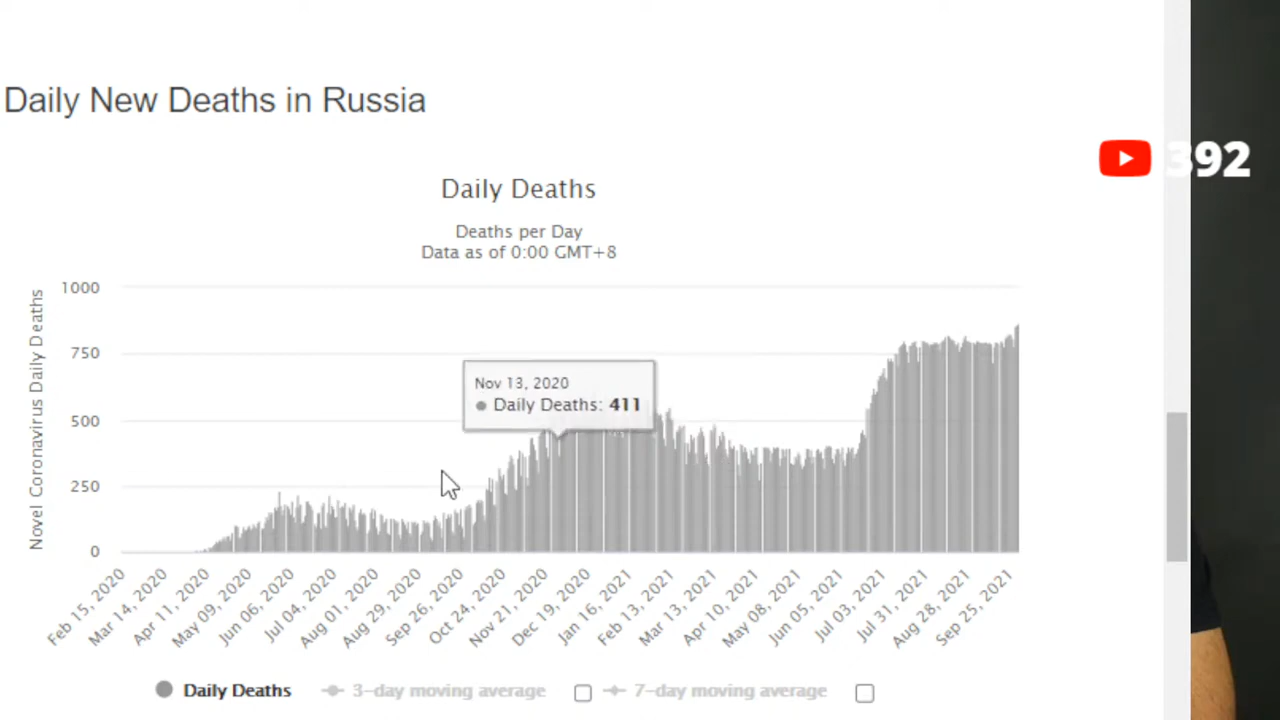 Daily New Deaths in Russia
392
Daily Deaths
Deaths per Day
Data as of 0:00 GMT+8
Novel Coronavirus Daily Deaths
1000
750
500
250
0
Nov 13, 2020
Daily Deaths: 411
Feb 15, 2020
Mar 14, 2020
Apr 11, 2020
May 09, 2020
Jun 06, 2020
Jul 04, 2020
Aug 01, 2020
Aug 29, 2020
Sep 26, 2020
Oct 24, 2020
Nov 21, 2020
Dec 19, 2020
Jan 16, 2021
Feb 13, 2021
Mar 13, 2021
Apr 10, 2021
May 08, 2021
Jun 05, 2021
Jul 03, 2021
Jul 31, 2021
Aug 28, 2021
Sep 25, 2021
Daily Deaths
3-day moving average
7-day moving average